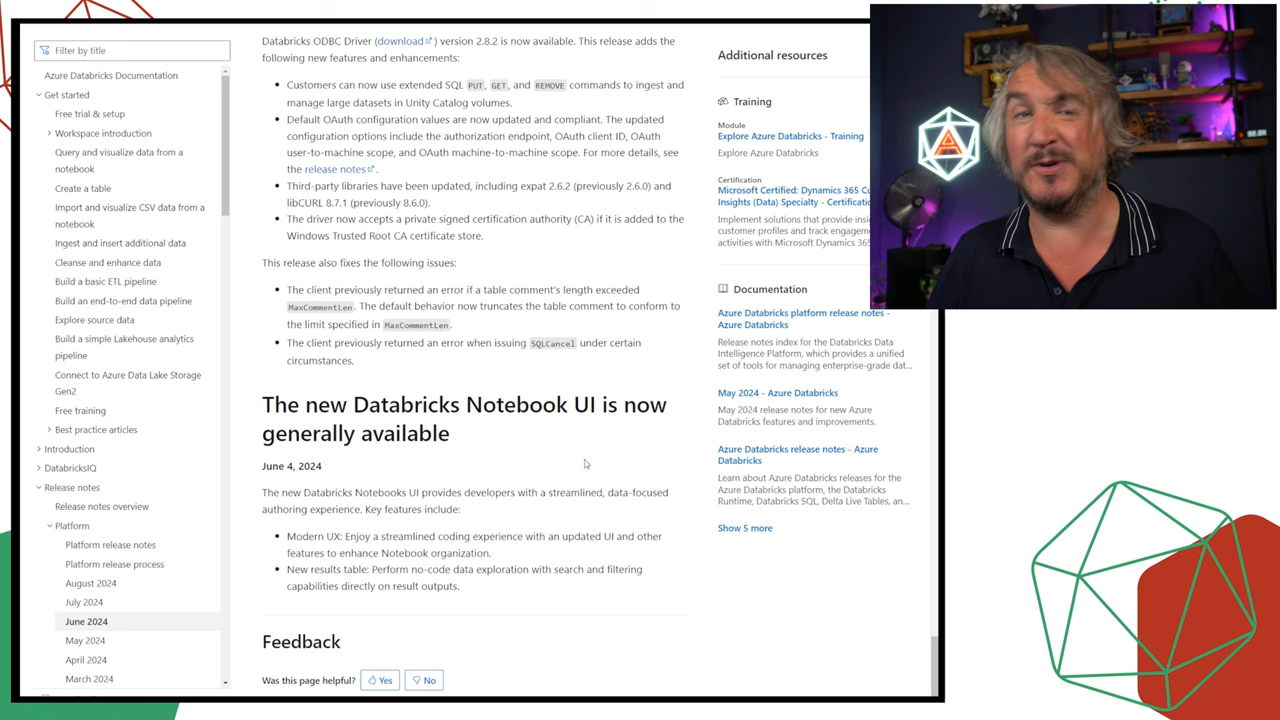 Filter by title
Azure Databricks Documentation
Get started
Free trial & setup
Workspace introduction
Query and visualize data from a
notebook
Create a table
Import and visualize CSV data from a
notebook
Ingest and insert additional data
Cleanse and enhance data
Build a basic ETL pipeline
Build an end-to-end data pipeline
Explore source data
Build a simple Lakehouse analytics
pipeline
Connect to Azure Data Lake Storage
Gen2
Free training
Best practice articles
Introduction
DatabricksIQ
Release notes
Release notes overview
Platform
Platform release notes
Platform release process
August 2024
July 2024
June 2024
May 2024
April 2024
March 2024
Databricks ODBC Driver (download) version 2.8.2 is now available. This release adds the
following new features and enhancements:
• Customers can now use extended SQL PUT, GET, and REMOVE commands to ingest and
manage large datasets in Unity Catalog volumes.
• Default OAuth configuration values are now updated and compliant. The updated
configuration options include the authorization endpoint, OAuth client ID, OAuth
user-to-machine scope, and OAuth machine-to-machine scope. For more details, see
the release notes.
• Third-party libraries have been updated, including expat 2.6.2 (previously 2.6.0) and
libCURL 8.7.1 (previously 8.6.0).
• The driver now accepts a private signed certification authority (CA) if it is added to the
Windows Trusted Root CA certificate store.
This release also fixes the following issues:
• The client previously returned an error if a table comment's length exceeded
MaxCommentLen. The default behavior now truncates the table comment to conform to
the limit specified in MaxCommentLen.
• The client previously returned an error when issuing SQLCancel under certain
circumstances.
The new Databricks Notebook UI is now
generally available
June 4, 2024
The new Databricks Notebooks UI provides developers with a streamlined, data-focused
authoring experience. Key features include:
• Modern UX: Enjoy a streamlined coding experience with an updated UI and other
features to enhance Notebook organization.
• New results table: Perform no-code data exploration with search and filtering
capabilities directly on result outputs.
Feedback
Was this page helpful? Yes No
Additional resources
Training
Module
Explore Azure Databricks - Training
Explore Azure Databricks
Certification
Microsoft Certified: Dynamics 365 Cu
Insights (Data) Specialty - Certificatio
Implement solutions that provide insi
customer profiles and track engagem
activities with Microsoft Dynamics 36
Documentation
Azure Databricks platform release notes -
Azure Databricks
Release notes index for the Databricks Data
Intelligence Platform, which provides a unified
set of tools for managing enterprise-grade dat...
May 2024 - Azure Databricks
May 2024 release notes for new Azure
Databricks features and improvements.
Azure Databricks release notes - Azure
Databricks
Learn about Azure Databricks releases for the
Azure Databricks platform, the Databricks
Runtime, Databricks SQL, Delta Live Tables, an...
Show 5 more